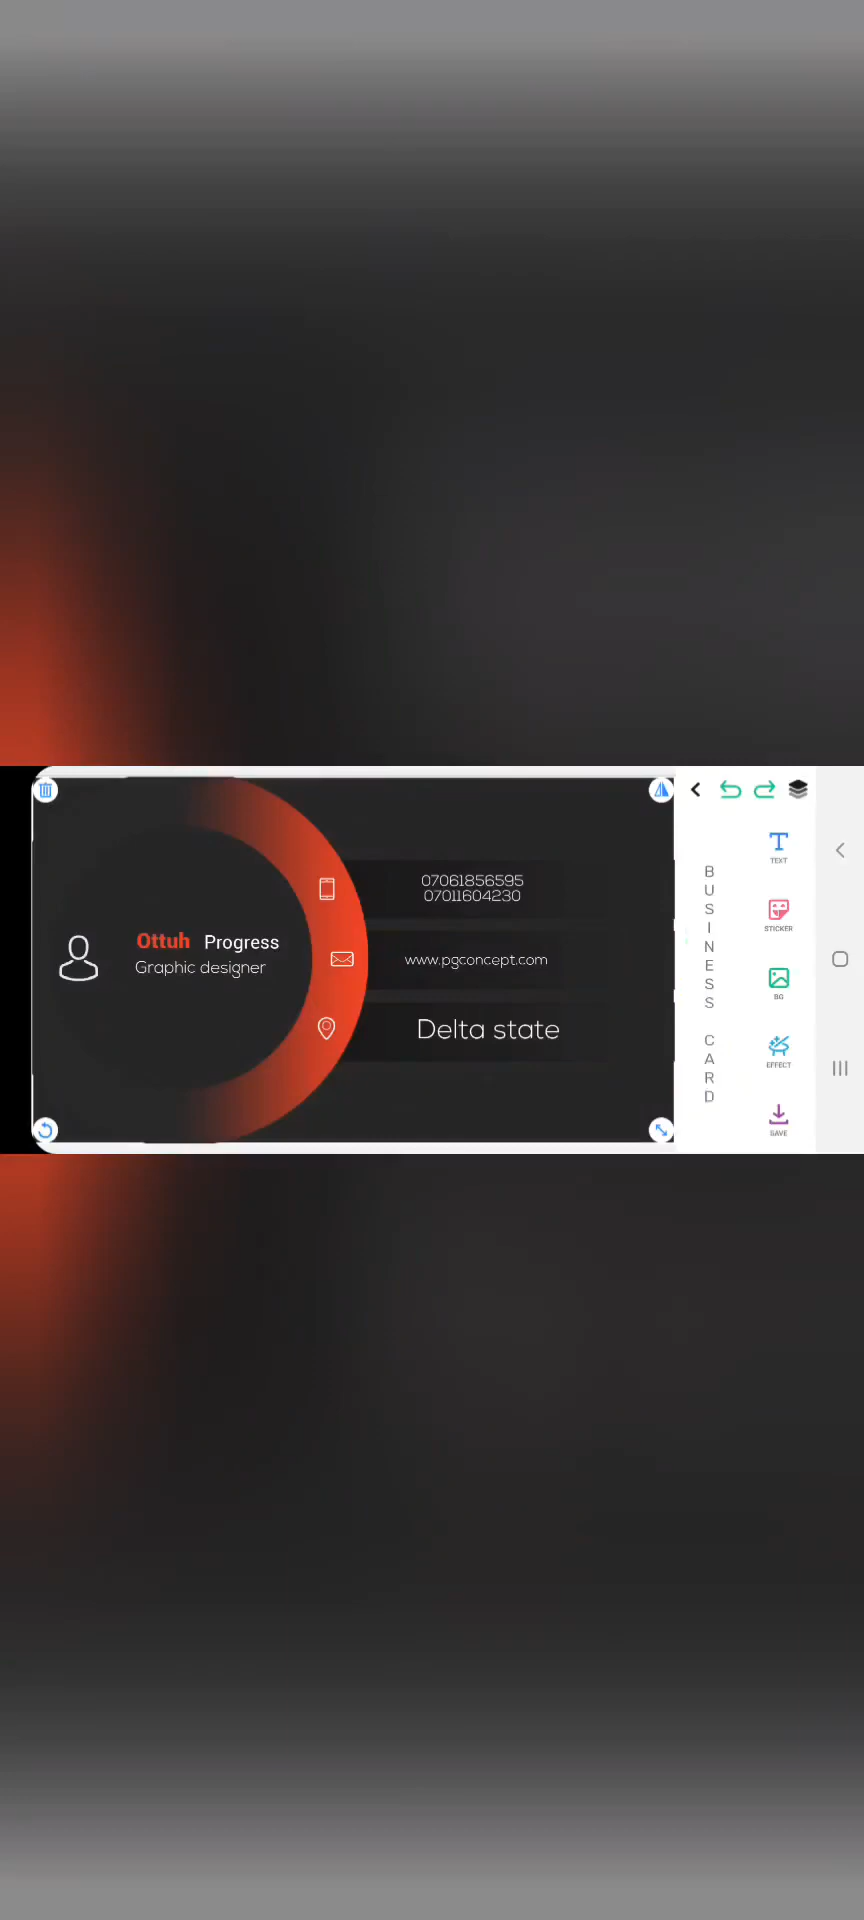 Ottuh Progress
Graphic designer
07061856595
07011604230
www.pgconcept.com
Delta state
BUSINESS CARD
TEXT
STICKER
BG
EFFECT
SAVE